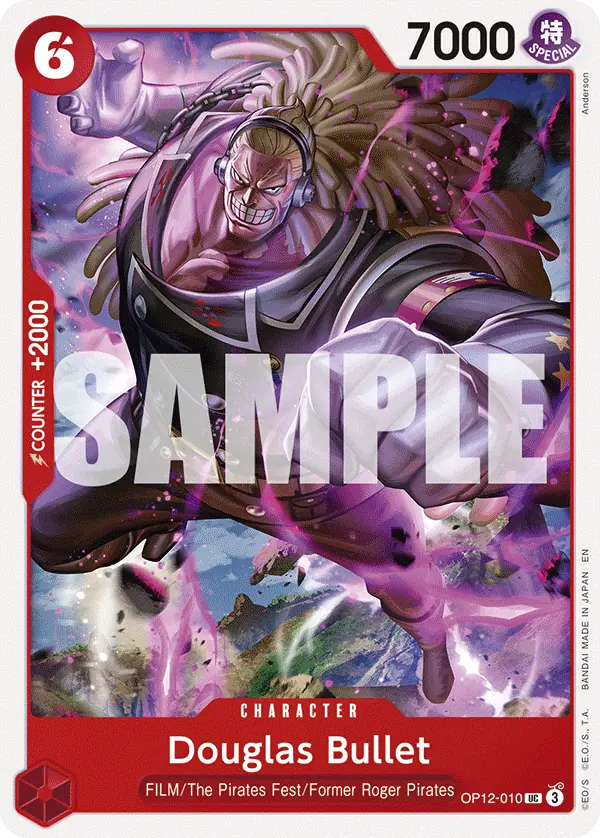 6
7000
特
SPECIAL
Anderson
COUNTER +2000
SAMPLE
CHARACTER
Douglas Bullet
FILM/The Pirates Fest/Former Roger Pirates
OP12-010 UC 3
©EO/S ©E.O./S., T.A. BANDAI MADE IN JAPAN EN